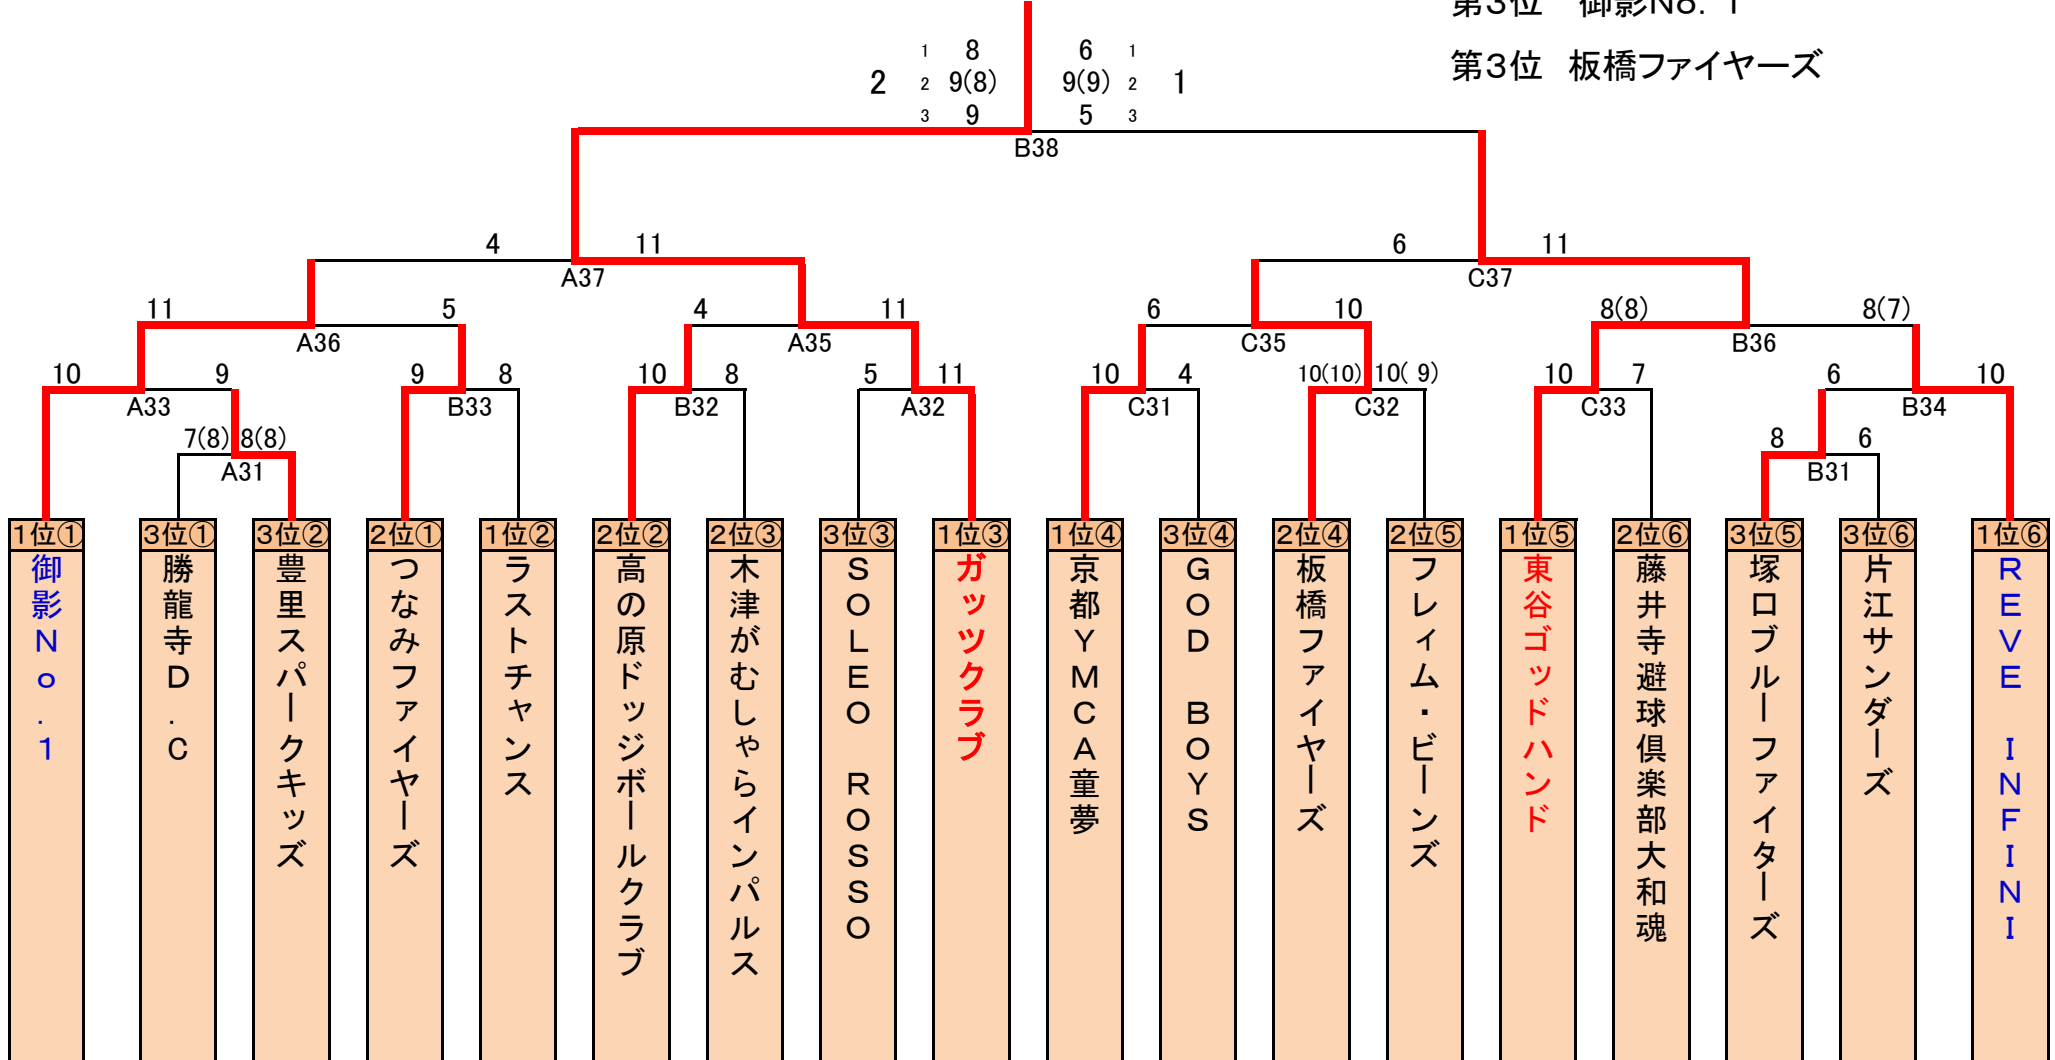 第3位 御影No. 1
第3位 板橋ファイヤーズ
1 8 6 1
2 2 9(8) 9(9) 2 1
3 9 5 3
B38
4 11 6 11
A37 C37
11 5 4 11 6 10 8(8) 8(7)
A36 A35 C35 B36
10 9 9 8 10 8 5 11 10 4 10(10) 10( 9) 10 7 6 10
A33 B33 B32 A32 C31 C32 C33 B34
7(8) 8(8) 8 6
A31 B31
1位① 3位① 3位② 2位① 1位② 2位② 2位③ 3位③ 1位③ 1位④ 3位④ 2位④ 2位⑤ 1位⑤ 2位⑥ 3位⑤ 3位⑥ 1位⑥
御影No.1
勝龍寺D.C
豊里スパークキッズ
つなみファイヤーズ
ラストチャンス
高の原ドッジボールクラブ
木津がむしゃらインパルス
SOLEO ROSSO
ガッツクラブ
京都YMCA童夢
GOD BOYS
板橋ファイヤーズ
フレィム・ビーンズ
東谷ゴッドハンド
藤井寺避球倶楽部大和魂
塚口ブルーファイターズ
片江サンダーズ
REVE INFINI